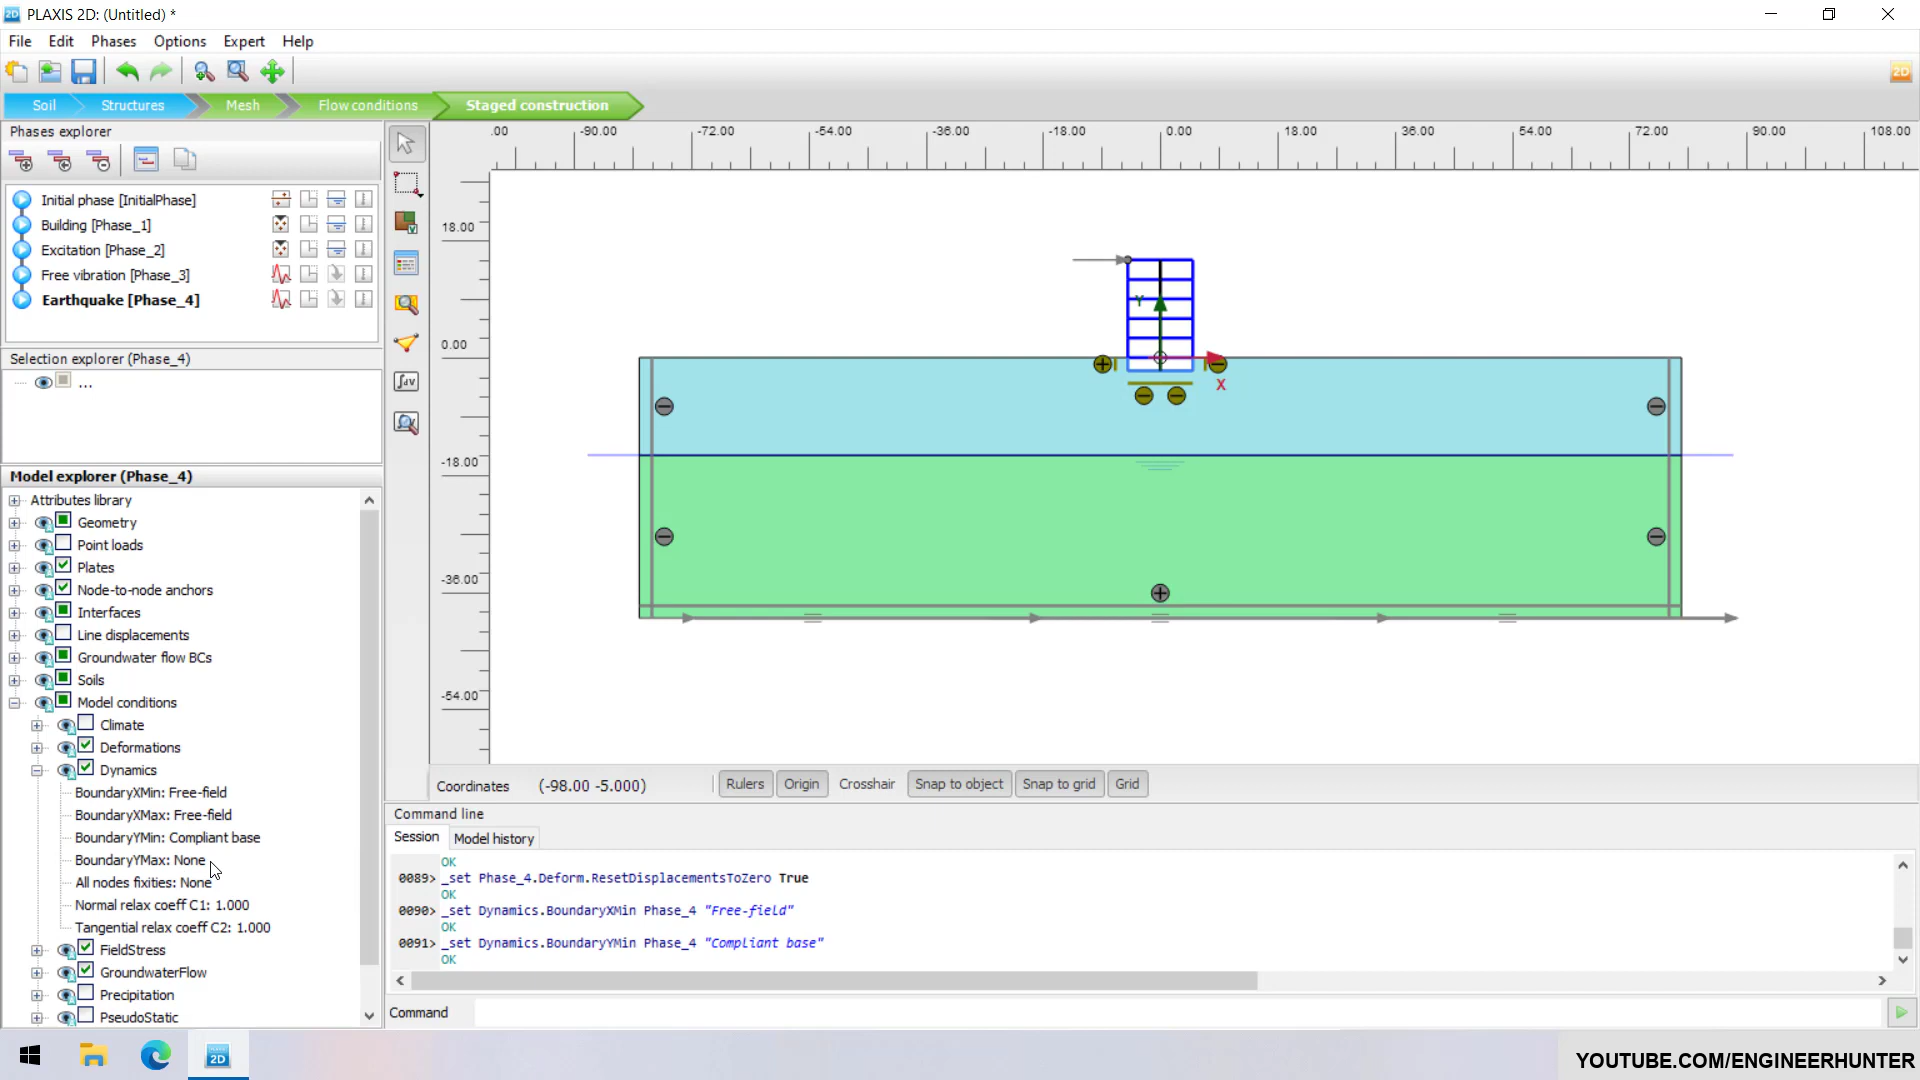 PLAXIS 2D: (Untitled) *
File Edit Phases Options Expert Help
Soil Structures Mesh Flow conditions Staged construction
Phases explorer
Initial phase [InitialPhase]
Building [Phase_1]
Excitation [Phase_2]
Free vibration [Phase_3]
Earthquake [Phase_4]
Selection explorer (Phase_4)
...
Model explorer (Phase_4)
Attributes library
Geometry
Point loads
Plates
Node-to-node anchors
Interfaces
Line displacements
Groundwater flow BCs
Soils
Model conditions
Climate
Deformations
Dynamics
BoundaryXMin: Free-field
BoundaryXMax: Free-field
BoundaryYMin: Compliant base
BoundaryYMax: None
All nodes fixities: None
Normal relax coeff C1: 1.000
Tangential relax coeff C2: 1.000
FieldStress
GroundwaterFlow
Precipitation
PseudoStatic
.00 -90.00 -72.00 -54.00 -36.00 -18.00 0.00 18.00 36.00 54.00 72.00 90.00 108.00
18.00
0.00
-18.00
-36.00
-54.00
Y
X
Coordinates (-98.00 -5.000) Rulers Origin Crosshair Snap to object Snap to grid Grid
Command line
Session Model history
OK
0089> _set Phase_4.Deform.ResetDisplacementsToZero True
OK
0090> _set Dynamics.BoundaryXMin Phase_4 "Free-field"
OK
0091> _set Dynamics.BoundaryYMin Phase_4 "Compliant base"
OK
Command
2D
YOUTUBE.COM/ENGINEERHUNTER